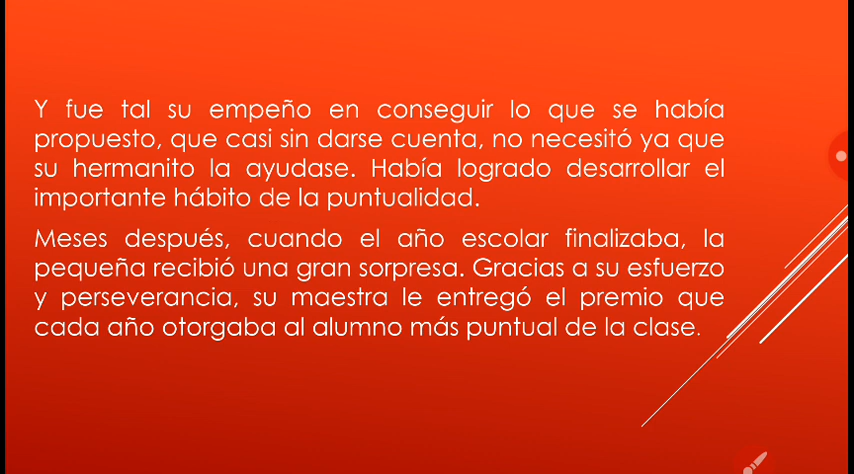 Y fue tal su empeño en conseguir lo que se había
propuesto, que casi sin darse cuenta, no necesitó ya que
su hermanito la ayudase. Había logrado desarrollar el
importante hábito de la puntualidad.
Meses después, cuando el año escolar finalizaba, la
pequeña recibió una gran sorpresa. Gracias a su esfuerzo
y perseverancia, su maestra le entregó el premio que
cada año otorgaba al alumno más puntual de la clase.